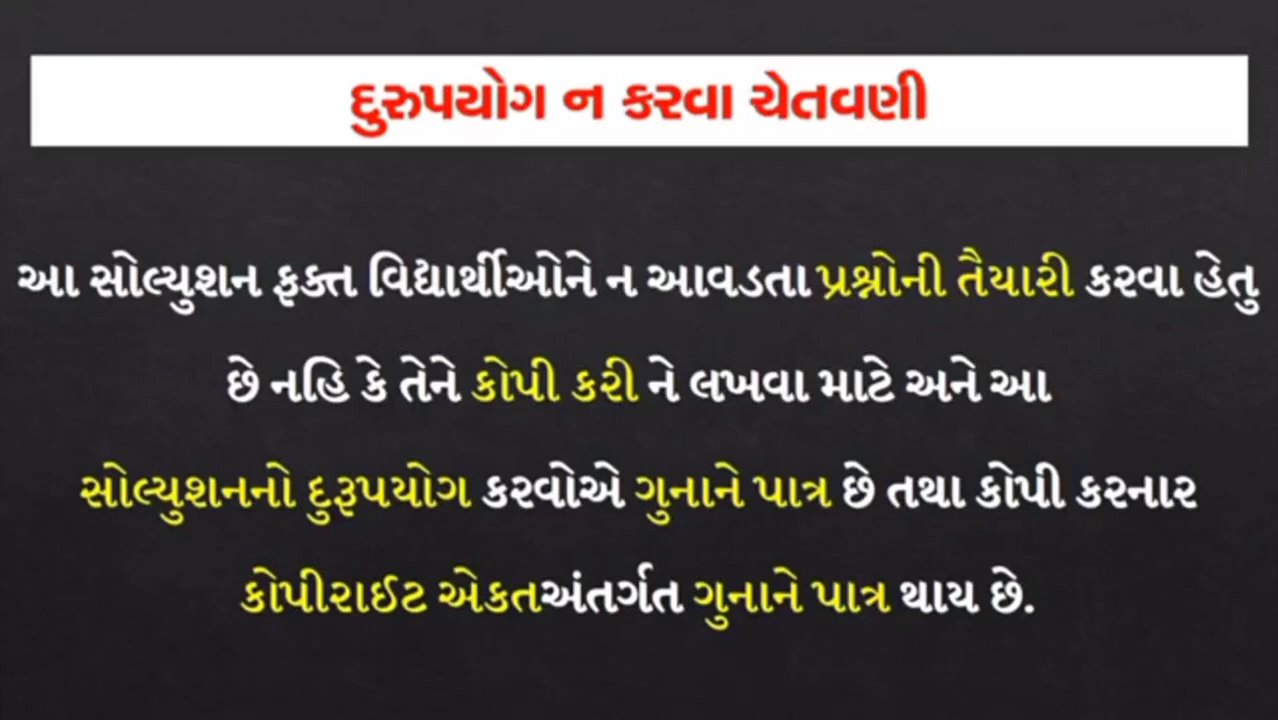 દુરુપયોગ ન કરવા ચેતવણી
આ સોલ્યુશન ફક્ત વિદ્યાર્થીઓને ન આવડતા પ્રશ્નોની તૈયારી કરવા હેતુ
છે નહિ કે તેને કોપી કરી ને લખવા માટે અને આ
સોલ્યુશનનો દુરૂપયોગ કરવોએ ગુનાને પાત્ર છે તથા કોપી કરનાર
કોપીરાઈટ એકતઅંતર્ગત ગુનાને પાત્ર થાય છે.